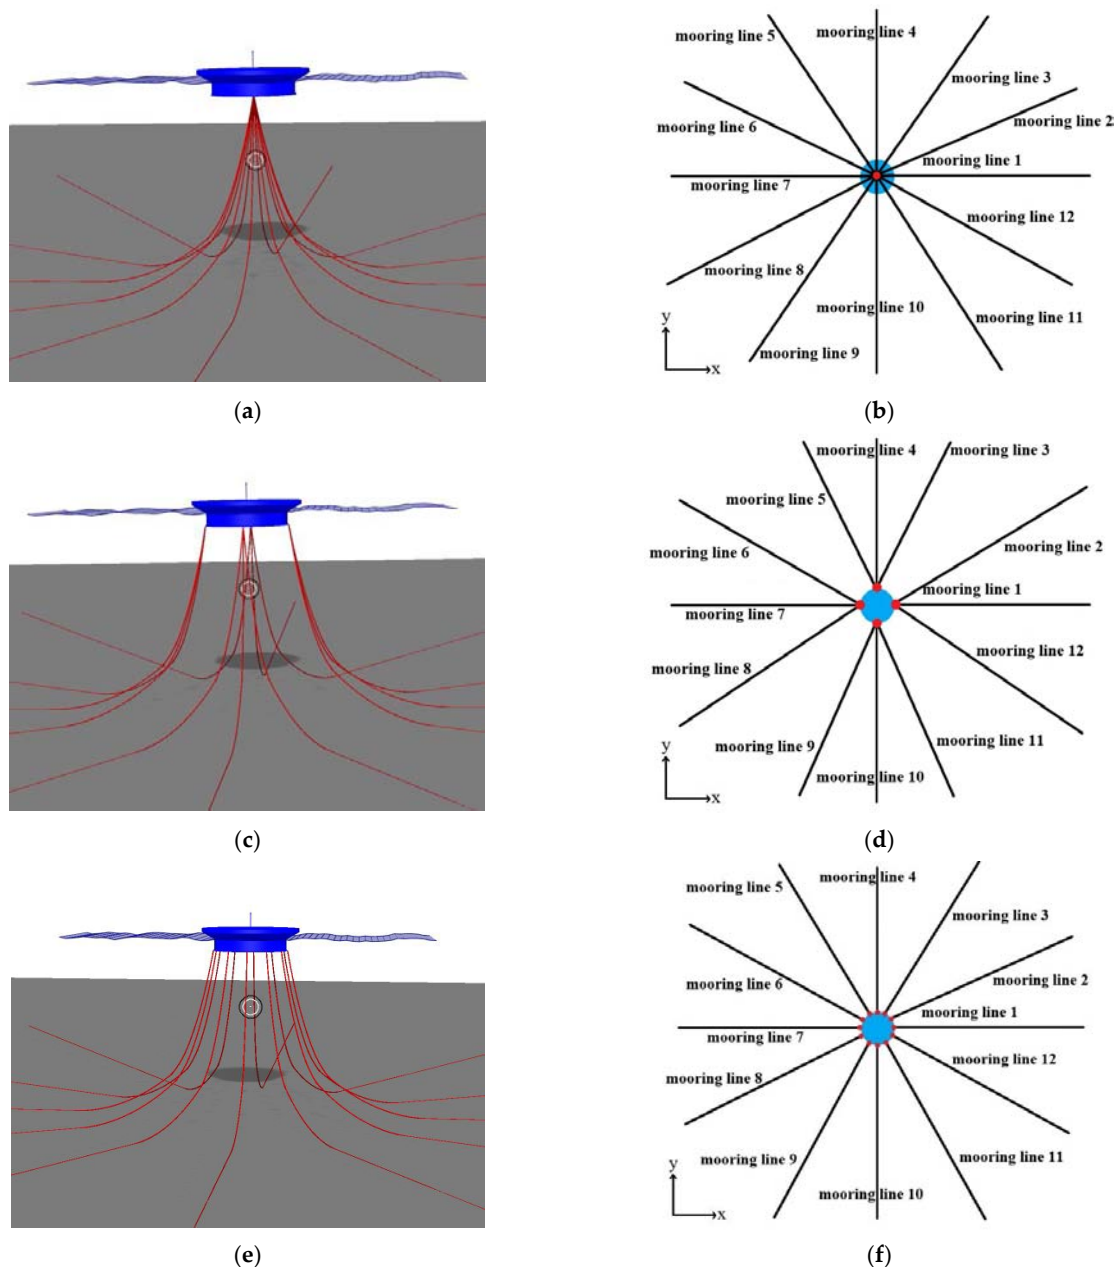 mooring line 5
mooring line 4
mooring line 3
mooring line 2
mooring line 6
mooring line 1
mooring line 7
mooring line 12
mooring line 8
mooring line 10
mooring line 11
mooring line 9
y
x
(a)
(b)
mooring line 4
mooring line 3
mooring line 5
mooring line 2
mooring line 6
mooring line 1
mooring line 7
mooring line 12
mooring line 8
mooring line 9
mooring line 11
mooring line 10
y
x
(c)
(d)
mooring line 4
mooring line 5
mooring line 3
mooring line 6
mooring line 2
mooring line 1
mooring line 7
mooring line 12
mooring line 8
mooring line 9
mooring line 11
mooring line 10
y
x
(e)
(f)